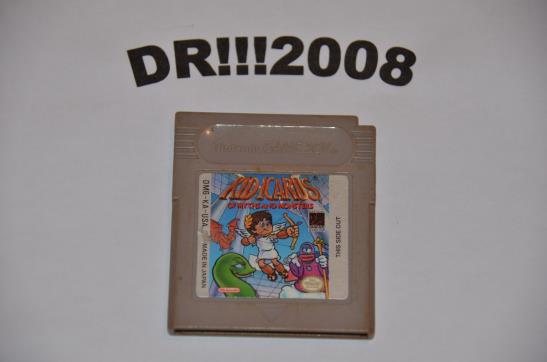 DR!!!2008
Nintendo GAME BOY
KID ICARUS
OF MYTHS AND MONSTERS
DMG-KA-USA
MADE IN JAPAN
THIS SIDE OUT